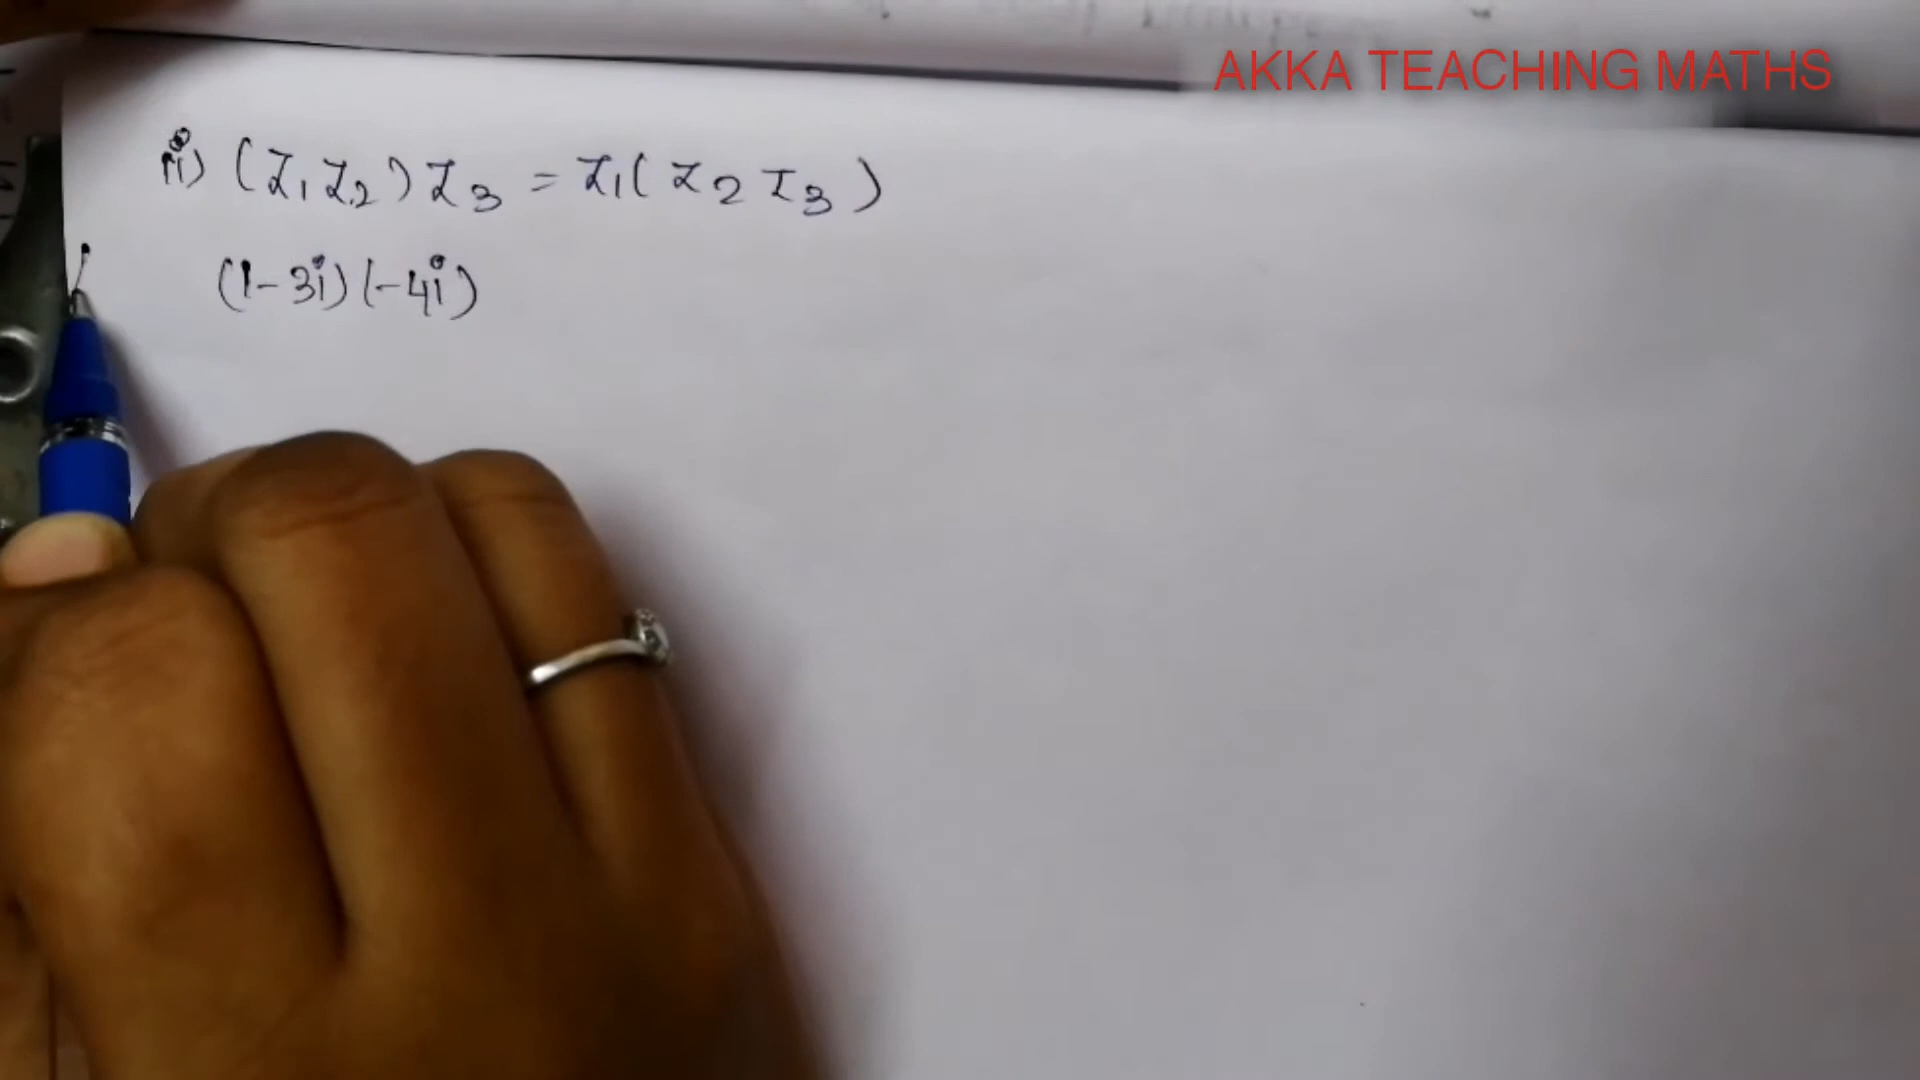 AKKA TEACHING MATHS
ii) (Z₁Z₂)Z₃ = Z₁(Z₂Z₃)
(1-3i)(-4i)